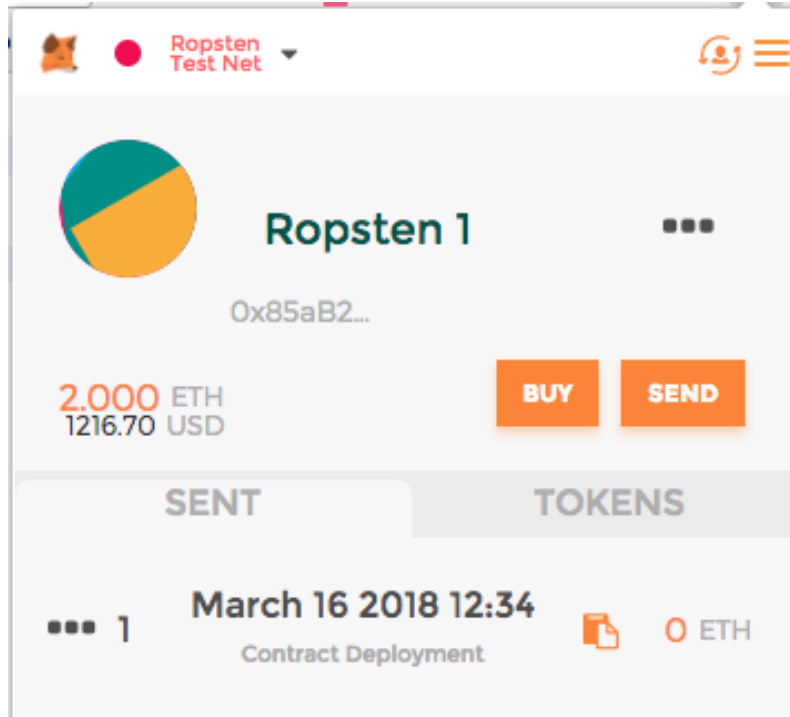 Ropsten
Test Net
Ropsten 1
0x85aB2...
2.000 ETH
1216.70 USD
BUY
SEND
SENT
TOKENS
1
March 16 2018 12:34
Contract Deployment
0 ETH